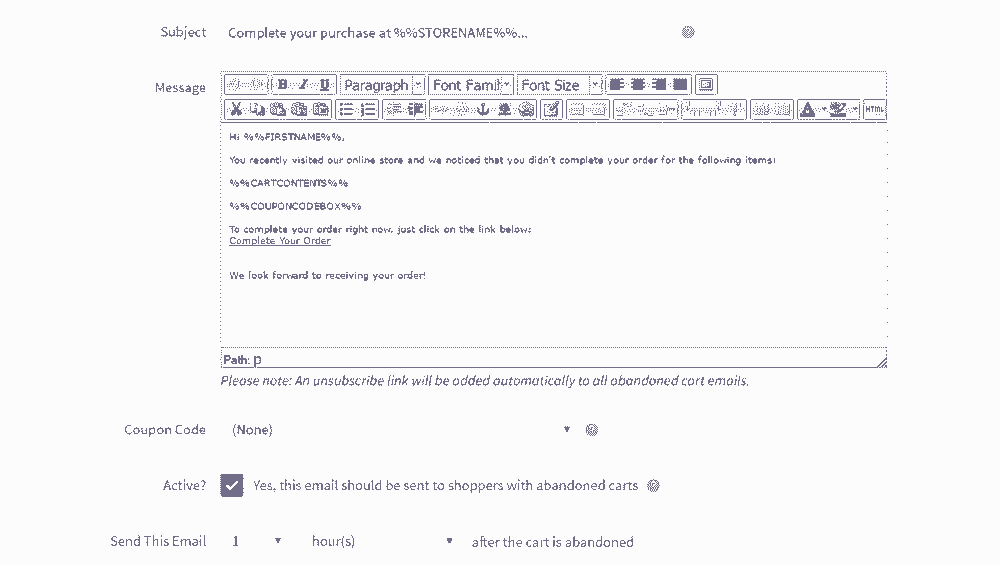 Subject Complete your purchase at %%STORENAME%%...
Message
B I U Paragraph Font Famil Font Size
A HTML
Hi %%FIRSTNAME%%,
You recently visited our online store and we noticed that you didn't complete your order for the following items:
%%CARTCONTENTS%%
%%COUPONCODEBOX%%
To complete your order right now, just click on the link below:
Complete Your Order
We look forward to receiving your order!
Path: p
Please note: An unsubscribe link will be added automatically to all abandoned cart emails.
Coupon Code (None)
Active? Yes, this email should be sent to shoppers with abandoned carts
Send This Email 1 hour(s) after the cart is abandoned